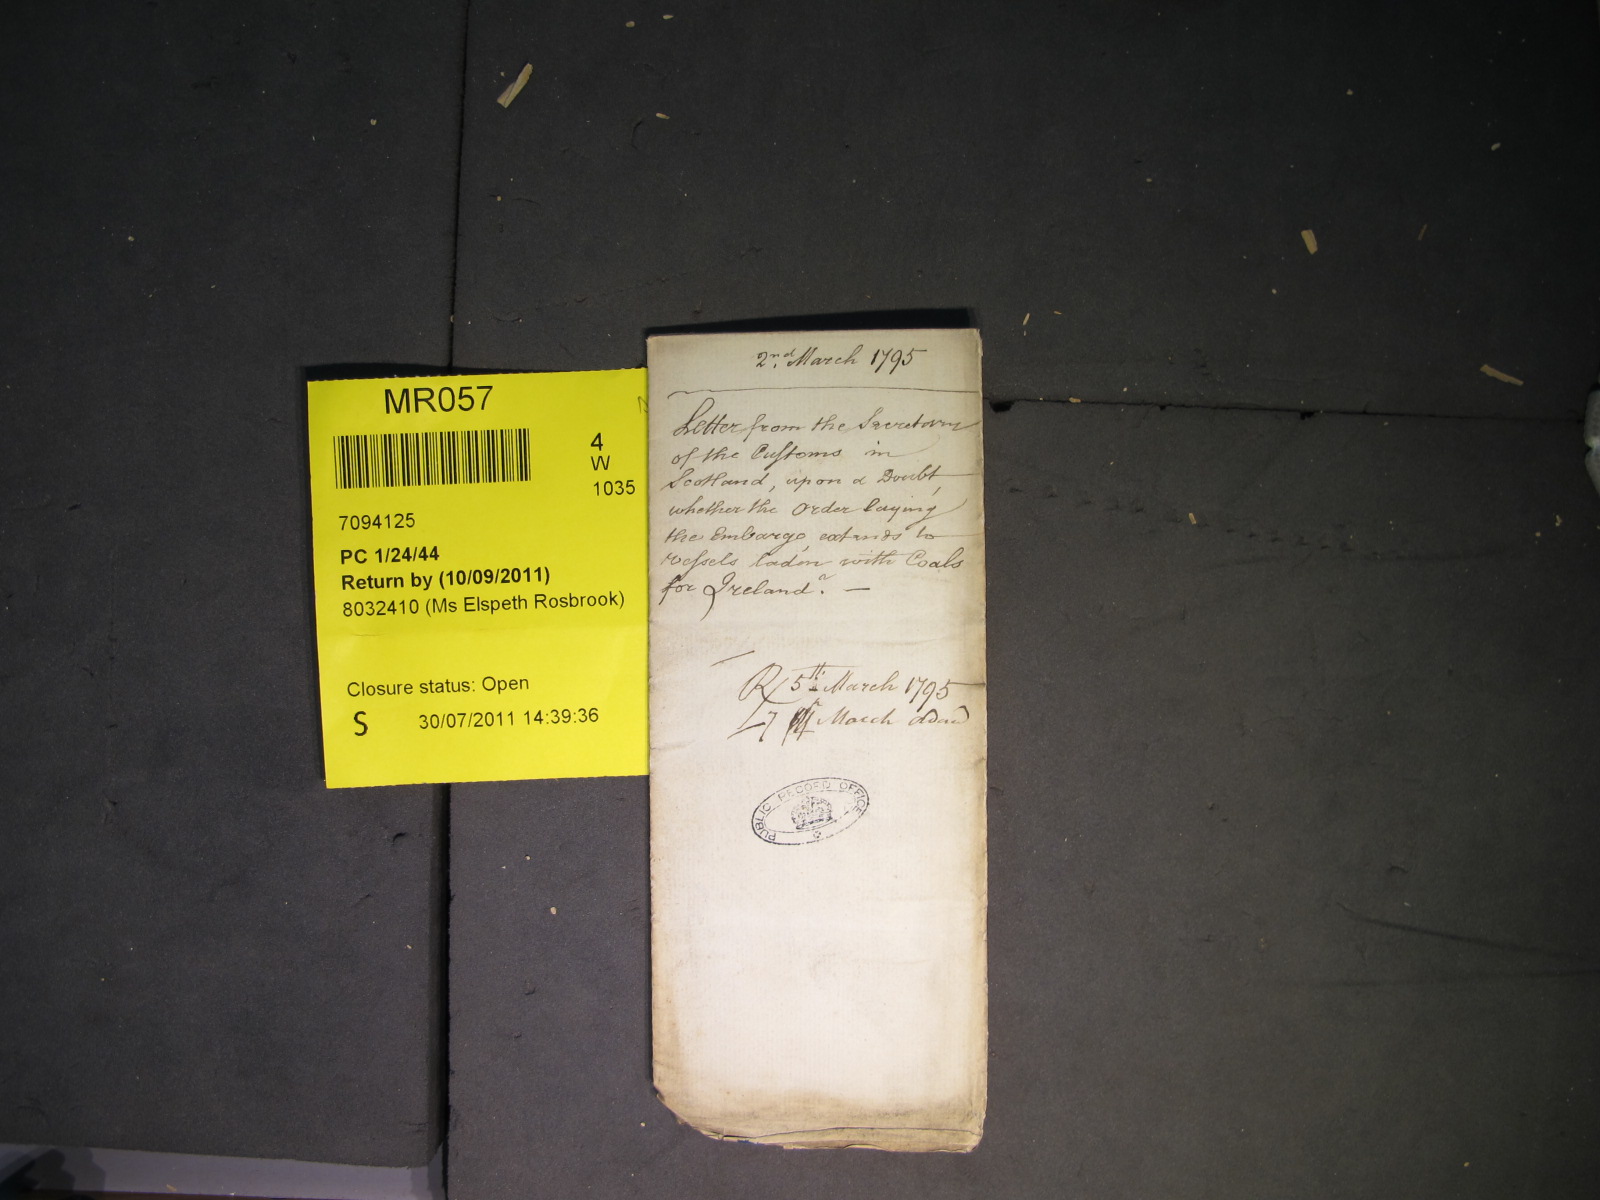 MR057
4
W
1035
7094125
PC 1/24/44
Return by (10/09/2011)
8032410 (Ms Elspeth Rosbrook)
Closure status: Open
S 30/07/2011 14:39:36
2nd March 1795
Letter from the Secretary
of the Customs in
Scotland, upon a Doubt,
whether the Order laying
the Embargo extends to
vessels laden with Coals
for Ireland. —
R 5th March 1795
7 March
PUBLIC RECORD OFFICE